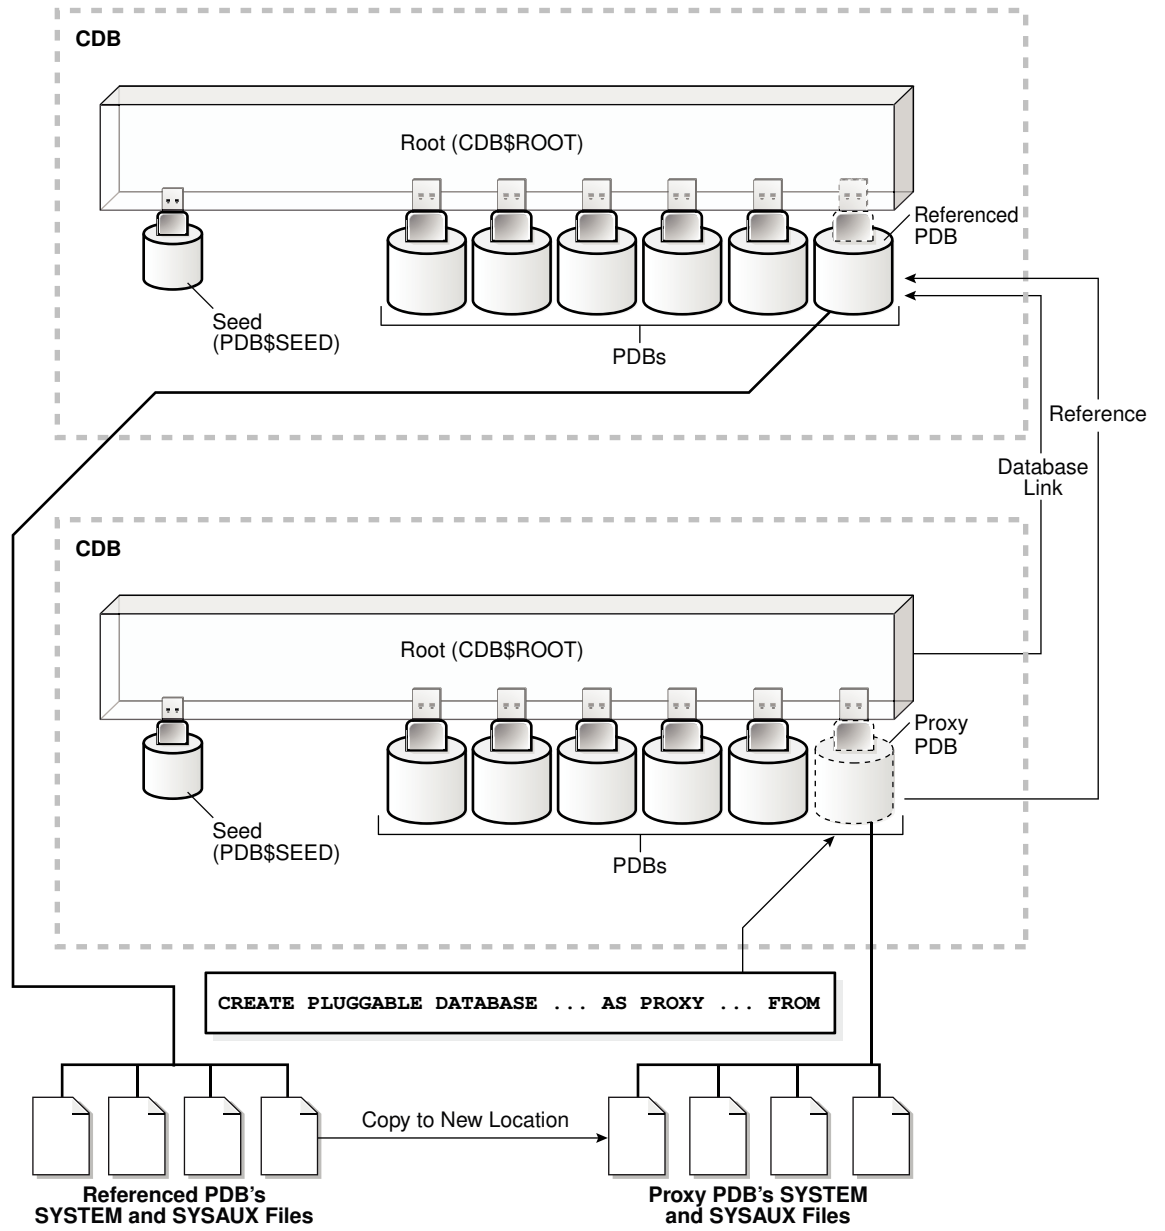 CDB
Root (CDB$ROOT)
Referenced
PDB
Seed
(PDB$SEED)
PDBs
Reference
Database
Link
CDB
Root (CDB$ROOT)
Proxy
PDB
Seed
(PDB$SEED)
PDBs
CREATE PLUGGABLE DATABASE ... AS PROXY ... FROM
Copy to New Location
Referenced PDB's
SYSTEM and SYSAUX Files
Proxy PDB's SYSTEM
and SYSAUX Files